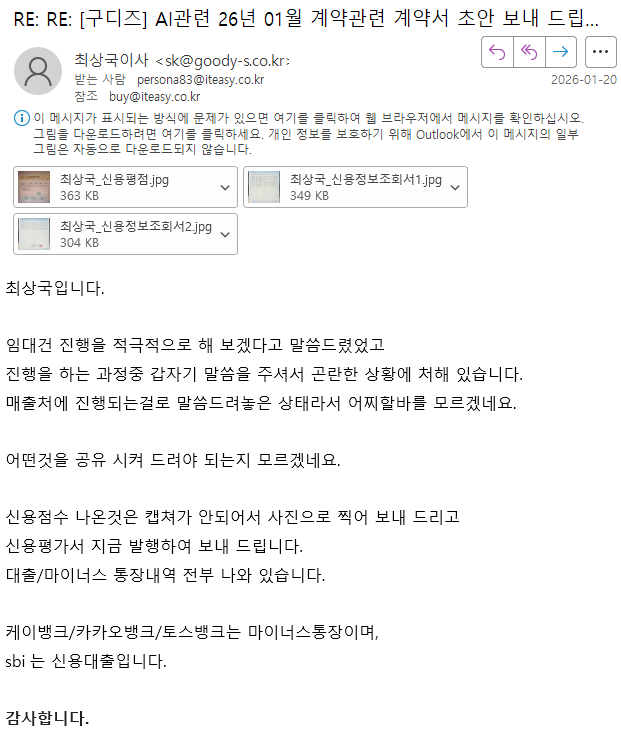 RE: RE: [구디즈] AI관련 26년 01월 계약관련 계약서 초안 보내 드립...
최상국이사 <sk@goody-s.co.kr>
받는 사람 persona83@iteasy.co.kr
2026-01-20
참조 buy@iteasy.co.kr
이 메시지가 표시되는 방식에 문제가 있으면 여기를 클릭하여 웹 브라우저에서 메시지를 확인하십시오.
그림을 다운로드하려면 여기를 클릭하세요. 개인 정보를 보호하기 위해 Outlook에서 이 메시지의 일부
그림은 자동으로 다운로드되지 않습니다.
최상국_신용평점.jpg
363 KB
최상국_신용정보조회서1.jpg
349 KB
최상국_신용정보조회서2.jpg
304 KB
최상국입니다.
임대건 진행을 적극적으로 해 보겠다고 말씀드렸었고
진행을 하는 과정중 갑자기 말씀을 주셔서 곤란한 상황에 처해 있습니다.
매출처에 진행되는걸로 말씀드려놓은 상태라서 어찌할바를 모르겠네요.
어떤것을 공유 시켜 드려야 되는지 모르겠네요.
신용점수 나온것은 캡쳐가 안되어서 사진으로 찍어 보내 드리고
신용평가서 지금 발행하여 보내 드립니다.
대출/마이너스 통장내역 전부 나와 있습니다.
케이뱅크/카카오뱅크/토스뱅크는 마이너스통장이며,
sbi 는 신용대출입니다.
감사합니다.